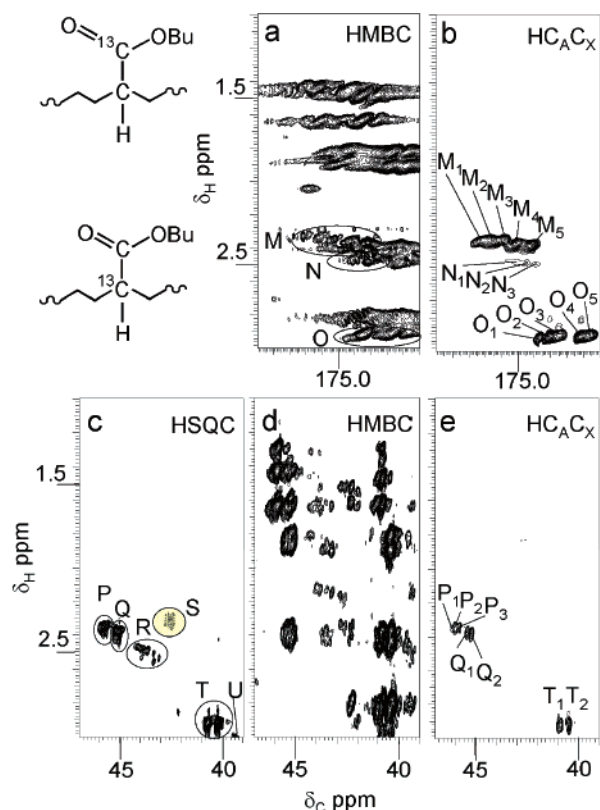 O
13C
OBu
C
H
O
C
OBu
13C
H
a HMBC
b HCACX
1.5
2.5
δH ppm
M
N
O
M1 M2 M3 M4 M5
N1 N2 N3
O1 O2 O3 O4 O5
175.0 175.0
c HSQC
d HMBC
e HCACX
1.5
2.5
δH ppm
P Q R S
T U
P1 P2 P3
Q1 Q2
T1 T2
45 40 45 40 45 40
δC ppm